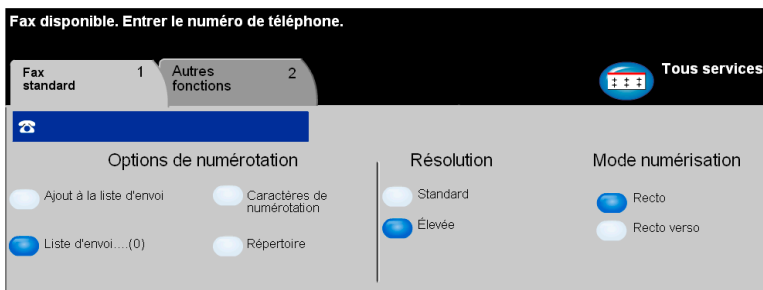 Fax disponible. Entrer le numéro de téléphone.
Fax standard 1
Autres fonctions 2
Tous services
Options de numérotation
Résolution
Mode numérisation
Ajout à la liste d'envoi
Caractères de numérotation
Standard
Recto
Liste d'envoi....(0)
Répertoire
Élevée
Recto verso